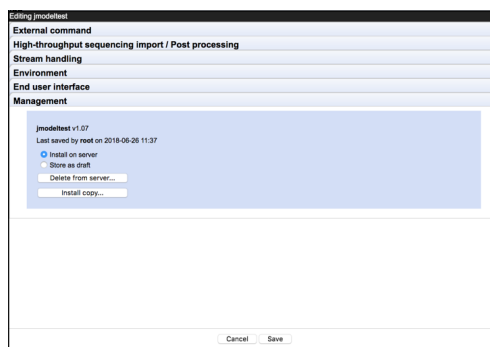 Editing jmodeltest
External command
High-throughput sequencing import / Post processing
Stream handling
Environment
End user interface
Management
jmodeltest v1.07
Last saved by root on 2018-06-26 11:37
Install on server
Store as draft
Delete from server...
Install copy...
Cancel Save